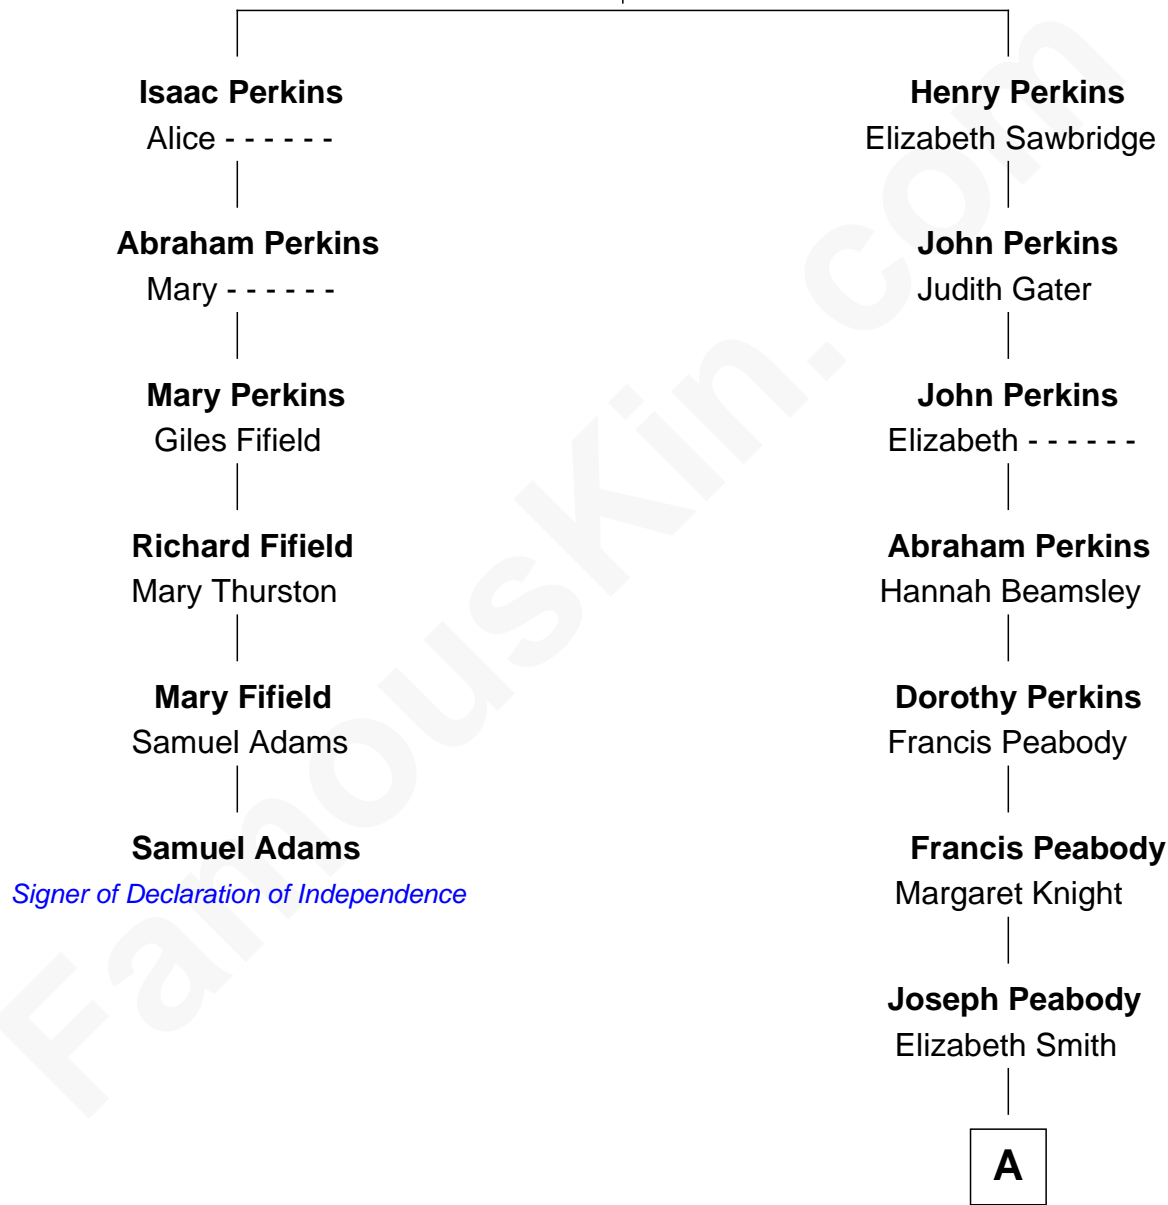 Isaac Perkins
Alice - - - - - -
Abraham Perkins
Mary - - - - - -
Mary Perkins
Giles Fifield
Richard Fifield
Mary Thurston
Mary Fifield
Samuel Adams
Samuel Adams
Signer of Declaration of Independence
Henry Perkins
Elizabeth Sawbridge
John Perkins
Judith Gater
John Perkins
Elizabeth - - - - - -
Abraham Perkins
Hannah Beamsley
Dorothy Perkins
Francis Peabody
Francis Peabody
Margaret Knight
Joseph Peabody
Elizabeth Smith
A
FamousKin.com